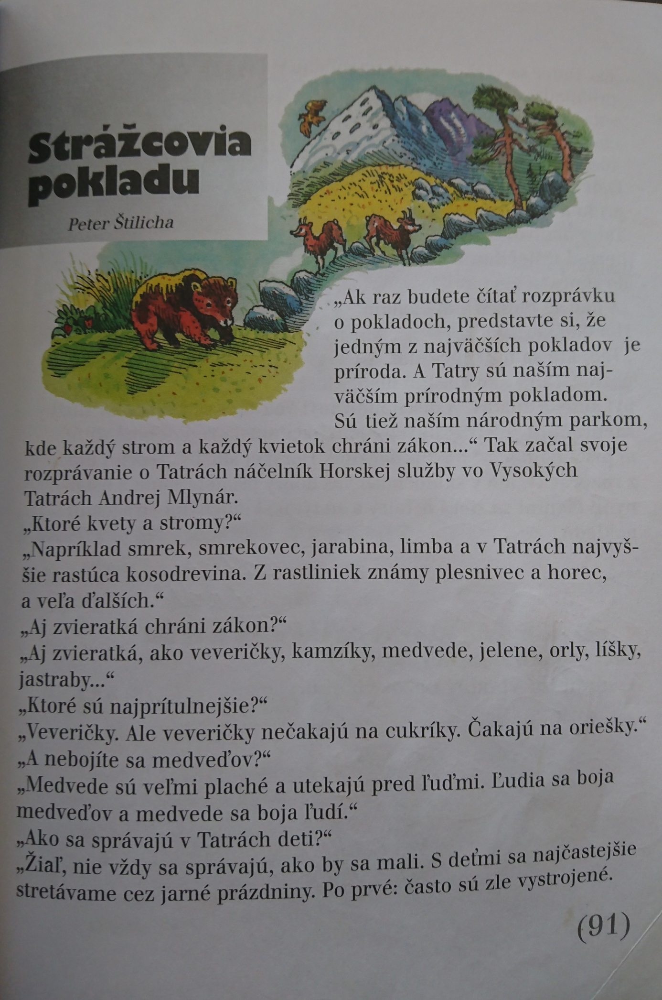 Strážcovia
pokladu
Peter Štilicha
„Ak raz budete čítať rozprávku
o pokladoch, predstavte si, že
jedným z najväčších pokladov je
príroda. A Tatry sú naším naj-
väčším prírodným pokladom.
Sú tiež naším národným parkom,
kde každý strom a každý kvietok chráni zákon...“ Tak začal svoje
rozprávanie o Tatrách náčelník Horskej služby vo Vysokých
Tatrách Andrej Mlynár.
„Ktoré kvety a stromy?“
„Napríklad smrek, smrekovec, jarabina, limba a v Tatrách najvyš-
šie rastúca kosodrevina. Z rastliniek známy plesnivec a horec,
a veľa ďalších.“
„Aj zvieratká chráni zákon?“
„Aj zvieratká, ako veveričky, kamzíky, medvede, jelene, orly, líšky,
jastraby...“
„Ktoré sú najprítulnejšie?“
„Veveričky. Ale veveričky nečakajú na cukríky. Čakajú na oriešky.“
„A nebojíte sa medveďov?“
„Medvede sú veľmi plaché a utekajú pred ľuďmi. Ľudia sa boja
medveďov a medvede sa boja ľudí.“
„Ako sa správajú v Tatrách deti?“
„Žiaľ, nie vždy sa správajú, ako by sa mali. S deťmi sa najčastejšie
stretávame cez jarné prázdniny. Po prvé: často sú zle vystrojené.
(91)